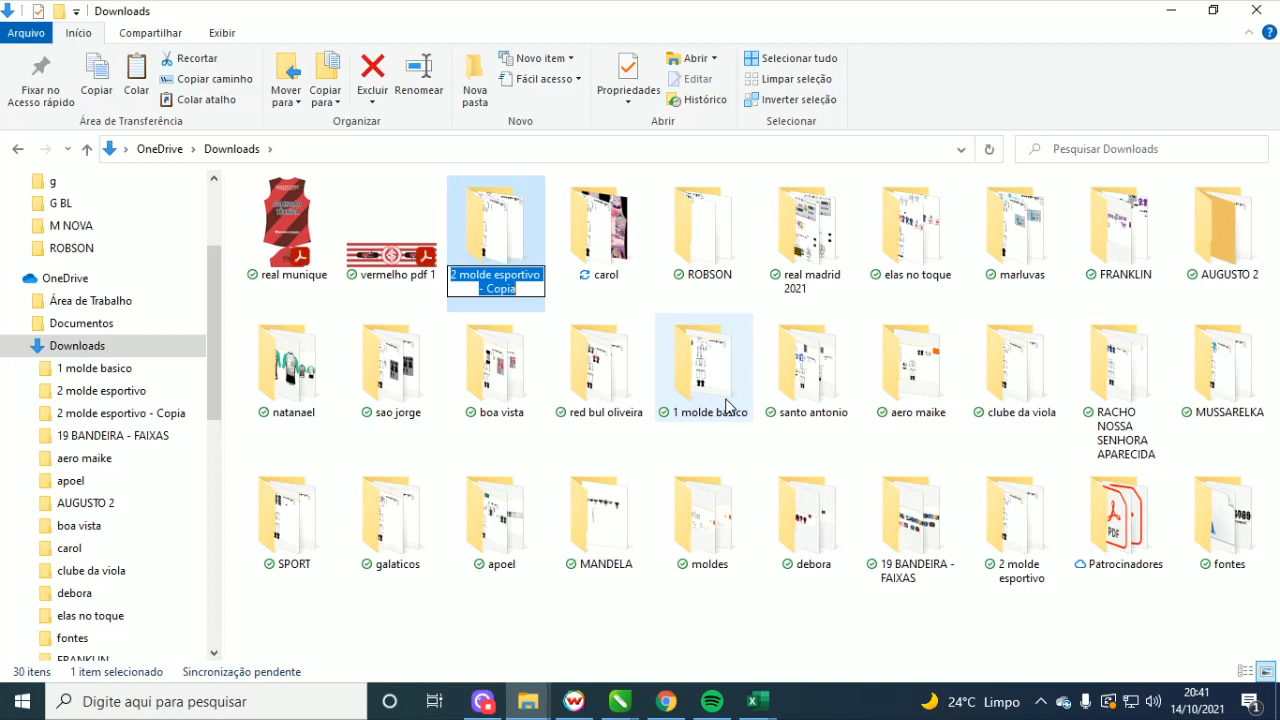 Downloads
Arquivo
Início
Compartilhar
Exibir
Fixar no
Acesso rápido
Copiar
Colar
Recortar
Copiar caminho
Colar atalho
Área de Transferência
Mover
para
Copiar
para
Excluir
Renomear
Organizar
Nova
pasta
Novo item
Fácil acesso
Novo
Propriedades
Abrir
Editar
Histórico
Abrir
Selecionar tudo
Limpar seleção
Inverter seleção
Selecionar
OneDrive
Downloads
Pesquisar Downloads
g
G BL
M NOVA
ROBSON
OneDrive
Área de Trabalho
Documentos
Downloads
1 molde basico
2 molde esportivo
2 molde esportivo - Copia
19 BANDEIRA - FAIXAS
aero maike
apoel
AUGUSTO 2
boa vista
carol
clube da viola
debora
elas no toque
fontes
FRANKLIN
real munique
vermelho pdf 1
2 molde esportivo
- Copia
carol
ROBSON
real madrid
2021
elas no toque
marluvas
FRANKLIN
AUGUSTO 2
natanael
sao jorge
boa vista
red bul oliveira
1 molde basico
santo antonio
aero maike
clube da viola
RACHO
NOSSA
SENHORA
APARECIDA
MUSSARELKA
SPORT
galaticos
apoel
MANDELA
moldes
debora
19 BANDEIRA -
FAIXAS
2 molde
esportivo
PDF
Patrocinadores
fontes
30 itens
1 item selecionado
Sincronização pendente
Digite aqui para pesquisar
24°C Limpo
20:41
14/10/2021
1